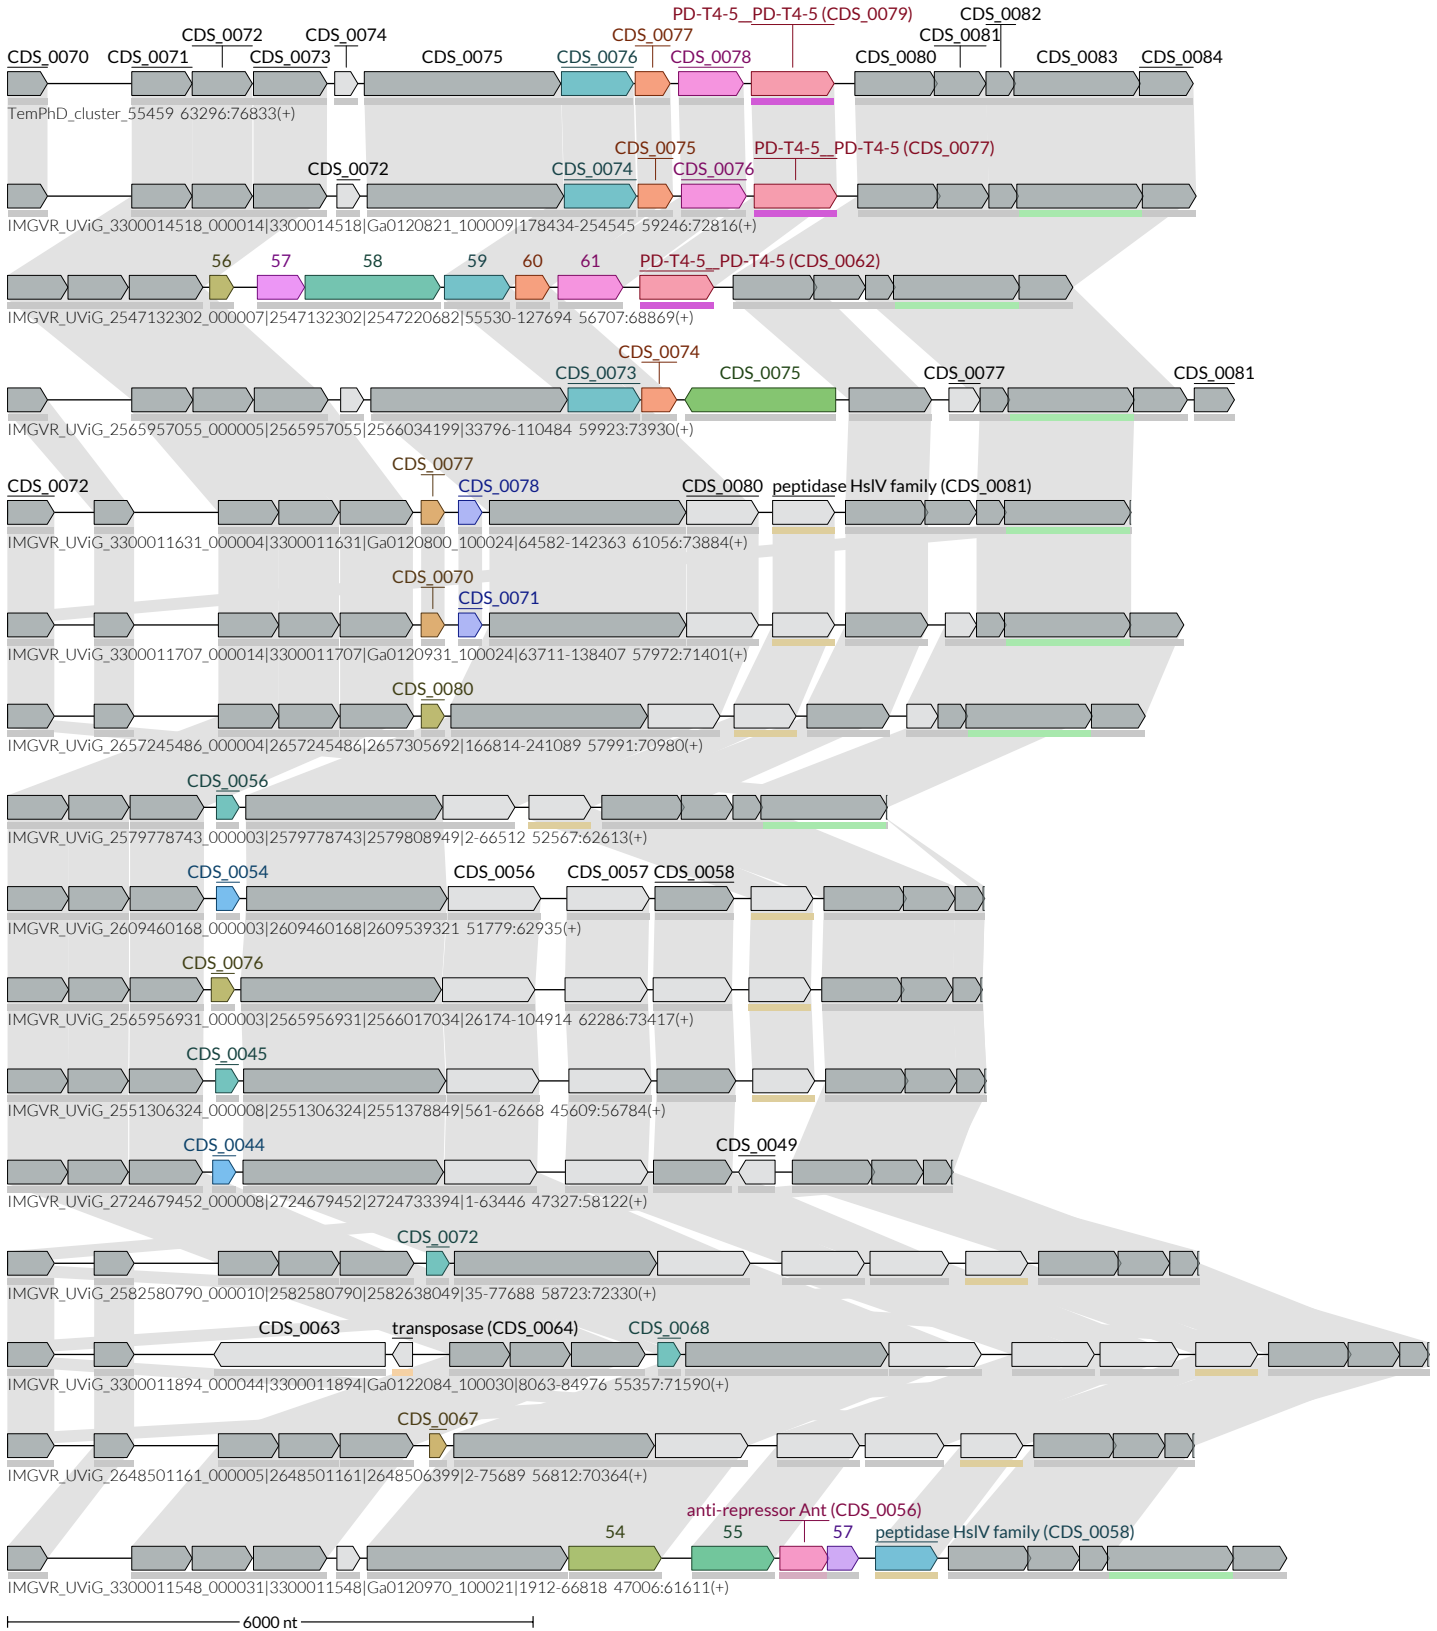 PD-T4-5__PD-T4-5 (CDS_0079) CDS_0082
CDS_0072 CDS_0074 CDS_0077 CDS_0081
CDS_0070 CDS_0071 CDS_0073 CDS_0075 CDS_0076 CDS_0078 CDS_0080 CDS_0083 CDS_0084
TemPhD_cluster_55459 63296:76833(+)
CDS_0075 PD-T4-5__PD-T4-5 (CDS_0077)
CDS_0072 CDS_0074 CDS_0076
IMGVR_UViG_3300014518_000014|3300014518|Ga0120821_100009|178434-254545 59246:72816(+)
56 57 58 59 60 61 PD-T4-5__PD-T4-5 (CDS_0062)
IMGVR_UViG_2547132302_000007|2547132302|2547220682|55530-127694 56707:68869(+)
CDS_0074
CDS_0073 CDS_0075 CDS_0077 CDS_0081
IMGVR_UViG_2565957055_000005|2565957055|2566034199|33796-110484 59923:73930(+)
CDS_0077
CDS_0072 CDS_0078 CDS_0080 peptidase HslV family (CDS_0081)
IMGVR_UViG_3300011631_000004|3300011631|Ga0120800_100024|64582-142363 61056:73884(+)
CDS_0070
CDS_0071
IMGVR_UViG_3300011707_000014|3300011707|Ga0120931_100024|63711-138407 57972:71401(+)
CDS_0080
IMGVR_UViG_2657245486_000004|2657245486|2657305692|166814-241089 57991:70980(+)
CDS_0056
IMGVR_UViG_2579778743_000003|2579778743|2579808949|2-66512 52567:62613(+)
CDS_0054 CDS_0056 CDS_0057 CDS_0058
IMGVR_UViG_2609460168_000003|2609460168|2609539321 51779:62935(+)
CDS_0076
IMGVR_UViG_2565956931_000003|2565956931|2566017034|26174-104914 62286:73417(+)
CDS_0045
IMGVR_UViG_2551306324_000008|2551306324|2551378849|561-62668 45609:56784(+)
CDS_0044 CDS_0049
IMGVR_UViG_2724679452_000008|2724679452|2724733394|1-63446 47327:58122(+)
CDS_0072
IMGVR_UViG_2582580790_000010|2582580790|2582638049|35-77688 58723:72330(+)
CDS_0063 transposase (CDS_0064) CDS_0068
IMGVR_UViG_3300011894_000044|3300011894|Ga0122084_100030|8063-84976 55357:71590(+)
CDS_0067
IMGVR_UViG_2648501161_000005|2648501161|2648506399|2-75689 56812:70364(+)
anti-repressor Ant (CDS_0056)
54 55 57 peptidase HslV family (CDS_0058)
IMGVR_UViG_3300011548_000031|3300011548|Ga0120970_100021|1912-66818 47006:61611(+)
6000 nt